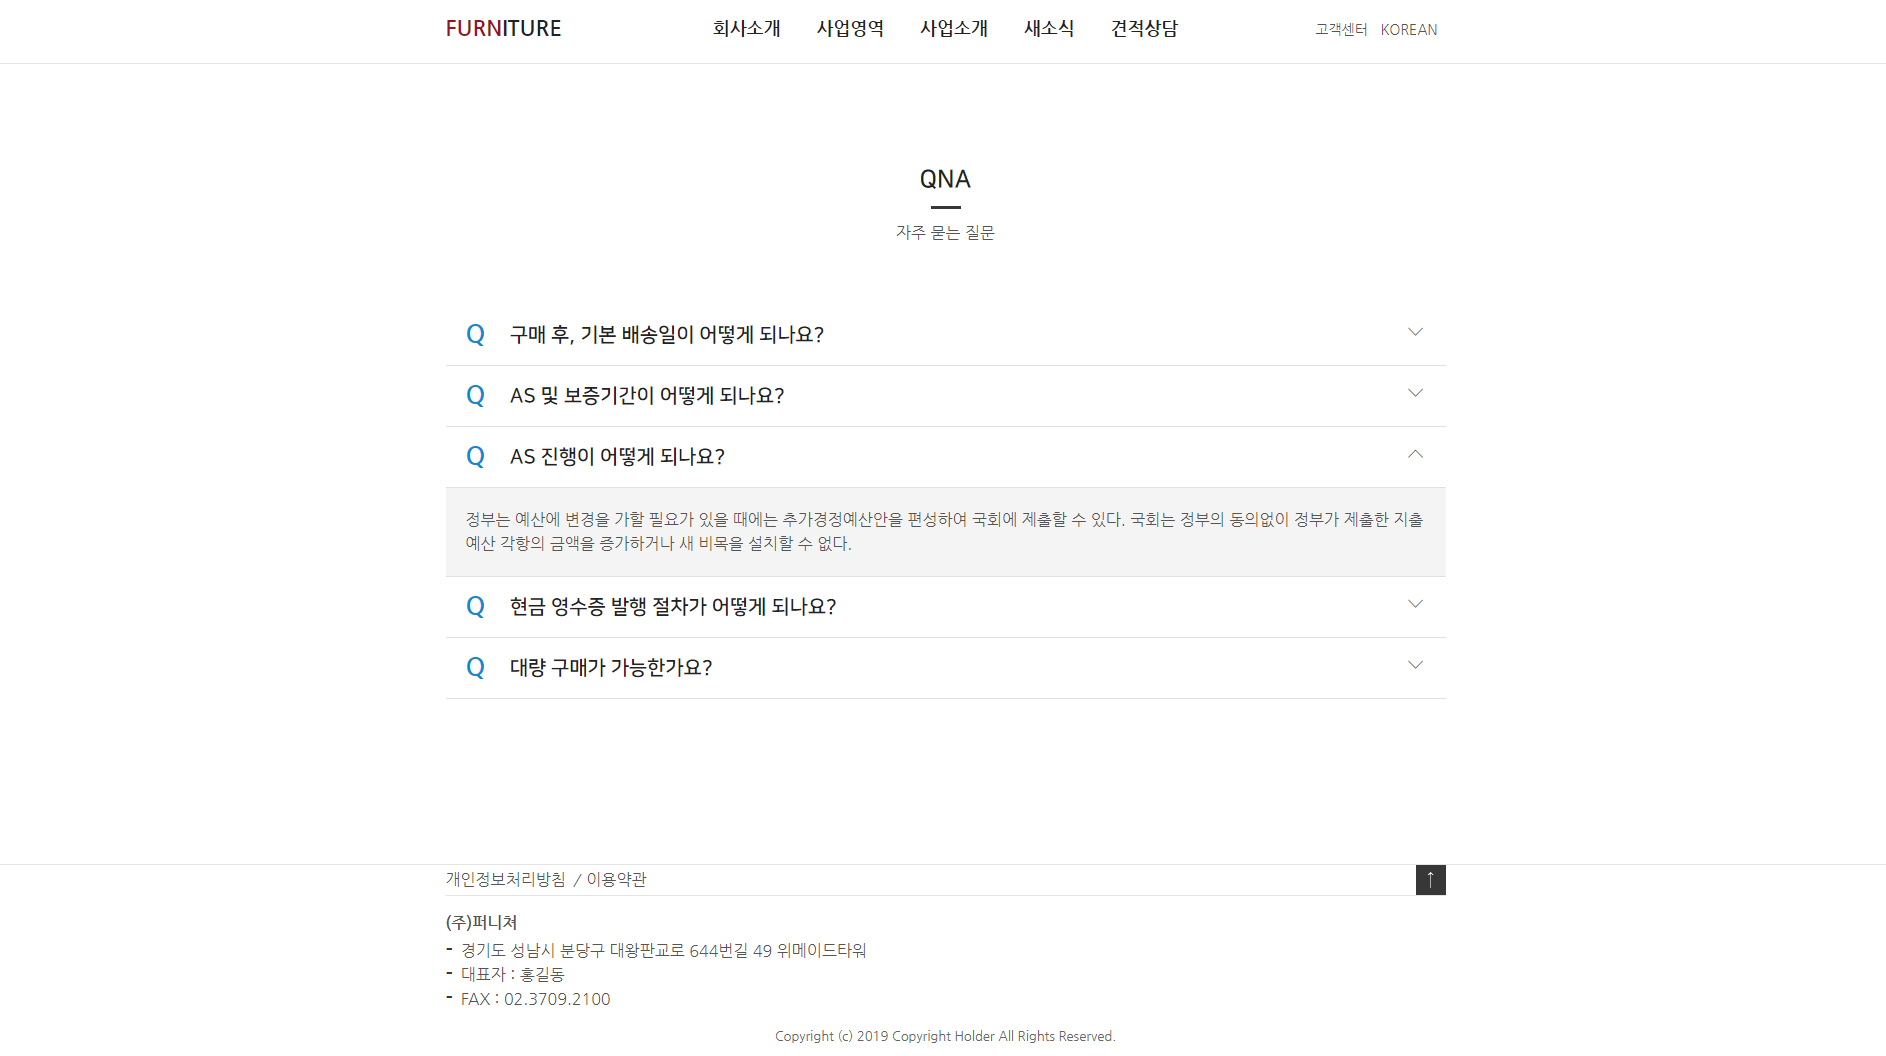 FURNITURE 회사소개 사업영역 사업소개 새소식 견적상담 고객센터 KOREAN
QNA
자주 묻는 질문
Q 구매 후, 기본 배송일이 어떻게 되나요?
Q AS 및 보증기간이 어떻게 되나요?
Q AS 진행이 어떻게 되나요?
정부는 예산에 변경을 가할 필요가 있을 때에는 추가경정예산안을 편성하여 국회에 제출할 수 있다. 국회는 정부의 동의없이 정부가 제출한 지출
예산 각항의 금액을 증가하거나 새 비목을 설치할 수 없다.
Q 현금 영수증 발행 절차가 어떻게 되나요?
Q 대량 구매가 가능한가요?
개인정보처리방침 / 이용약관 ↑
(주)퍼니쳐
- 경기도 성남시 분당구 대왕판교로 644번길 49 위메이드타워
- 대표자 : 홍길동
- FAX : 02.3709.2100
Copyright (c) 2019 Copyright Holder All Rights Reserved.